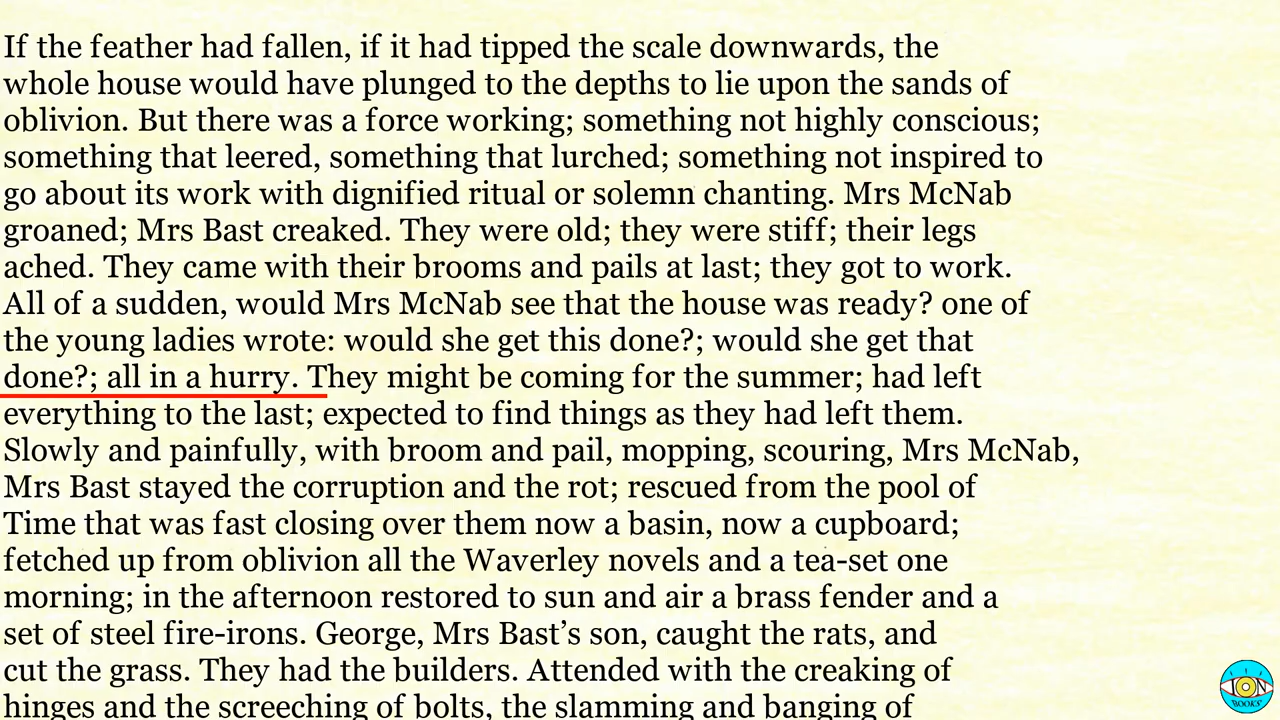 If the feather had fallen, if it had tipped the scale downwards, the
whole house would have plunged to the depths to lie upon the sands of
oblivion. But there was a force working; something not highly conscious;
something that leered, something that lurched; something not inspired to
go about its work with dignified ritual or solemn chanting. Mrs McNab
groaned; Mrs Bast creaked. They were old; they were stiff; their legs
ached. They came with their brooms and pails at last; they got to work.
All of a sudden, would Mrs McNab see that the house was ready? one of
the young ladies wrote: would she get this done?; would she get that
done?; all in a hurry. They might be coming for the summer; had left
everything to the last; expected to find things as they had left them.
Slowly and painfully, with broom and pail, mopping, scouring, Mrs McNab,
Mrs Bast stayed the corruption and the rot; rescued from the pool of
Time that was fast closing over them now a basin, now a cupboard;
fetched up from oblivion all the Waverley novels and a tea-set one
morning; in the afternoon restored to sun and air a brass fender and a
set of steel fire-irons. George, Mrs Bast’s son, caught the rats, and
cut the grass. They had the builders. Attended with the creaking of
hinges and the screeching of bolts, the slamming and banging of
ION
BOOKS